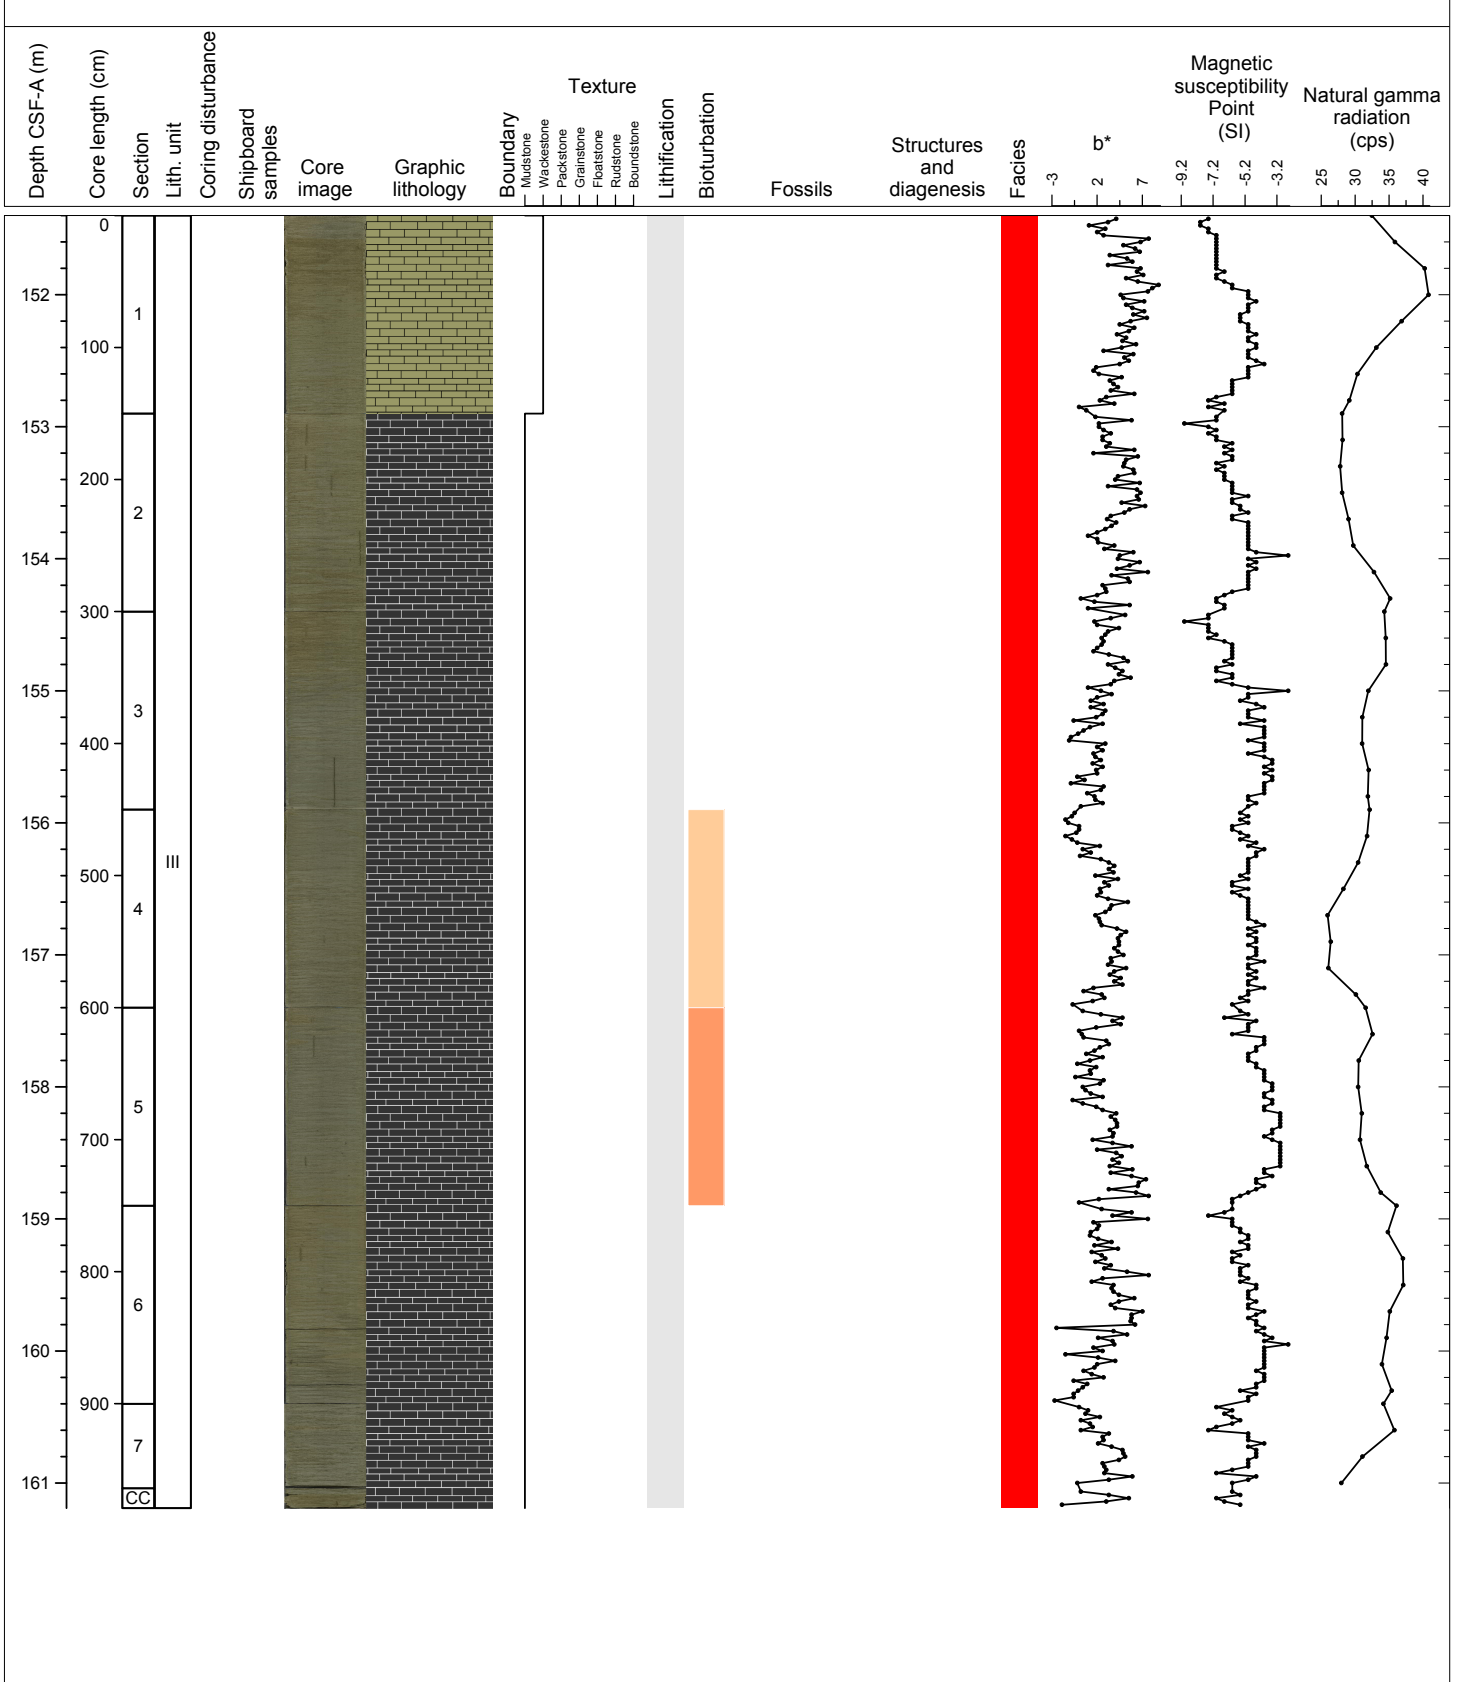 Depth CSF-A (m)
Core length (cm)
Section
Lith. unit
Coring disturbance
Shipboard
samples
Core
image
Graphic
lithology
Boundary
Texture
Mudstone
Wackestone
Packstone
Grainstone
Floatstone
Rudstone
Boundstone
Lithification
Bioturbation
Fossils
Structures
and
diagenesis
Facies
b*
-3 2 7
Magnetic
susceptibility
Point
(SI)
-9.2 -7.2 -5.2 -3.2
Natural gamma
radiation
(cps)
25 30 35 40
0
152
1
100
153
200
2
154
300
155
3
400
156
III
500
4
157
600
158
5
700
159
800
6
160
900
7
161
CC